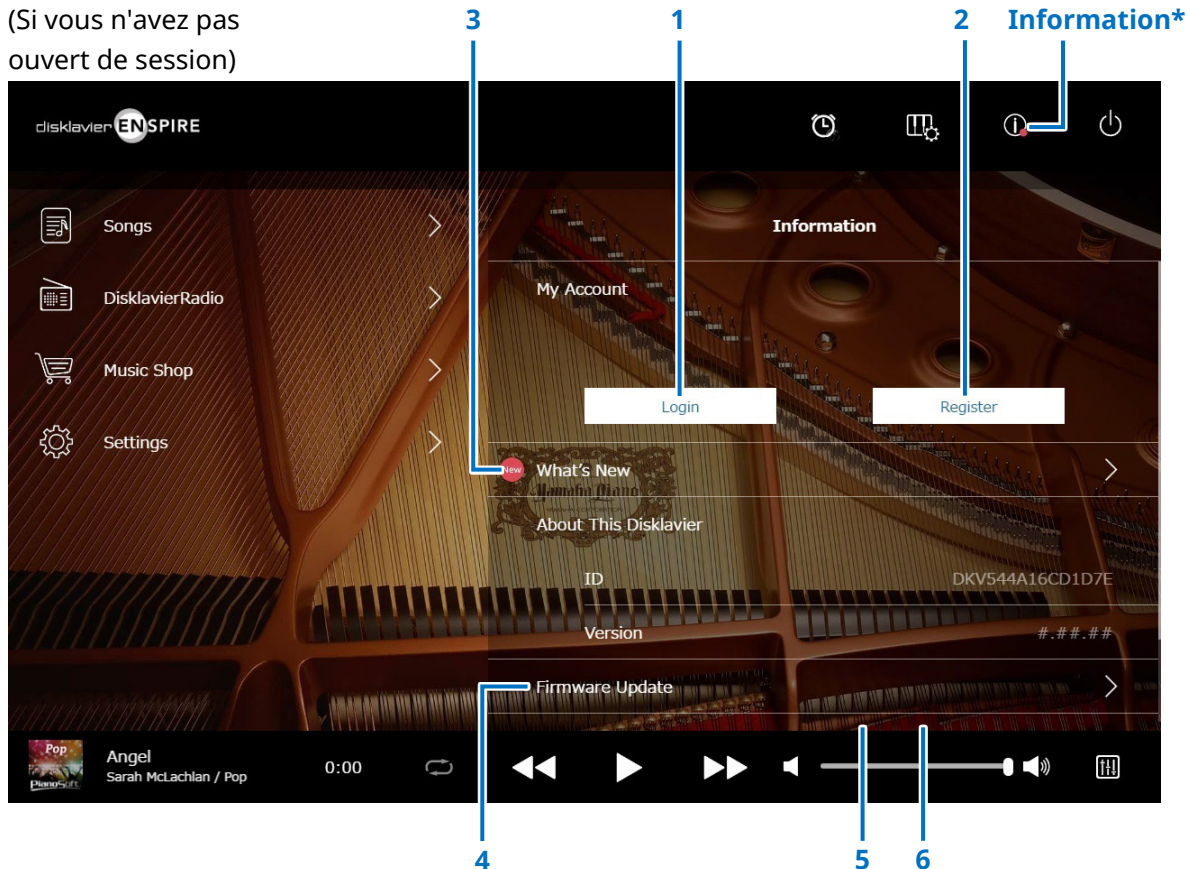 (Si vous n'avez pas
ouvert de session)
3
1
2
Information*
disklavier ENSPIRE
Songs
DisklavierRadio
Music Shop
Settings
Information
My Account
Login
Register
New
What's New
Yamaha Piano
About This Disklavier
ID
DKV544A16CD1D7E
Version
#.##.##
Firmware Update
Pop
PianoSoft
Angel
Sarah McLachlan / Pop
0:00
4
5
6